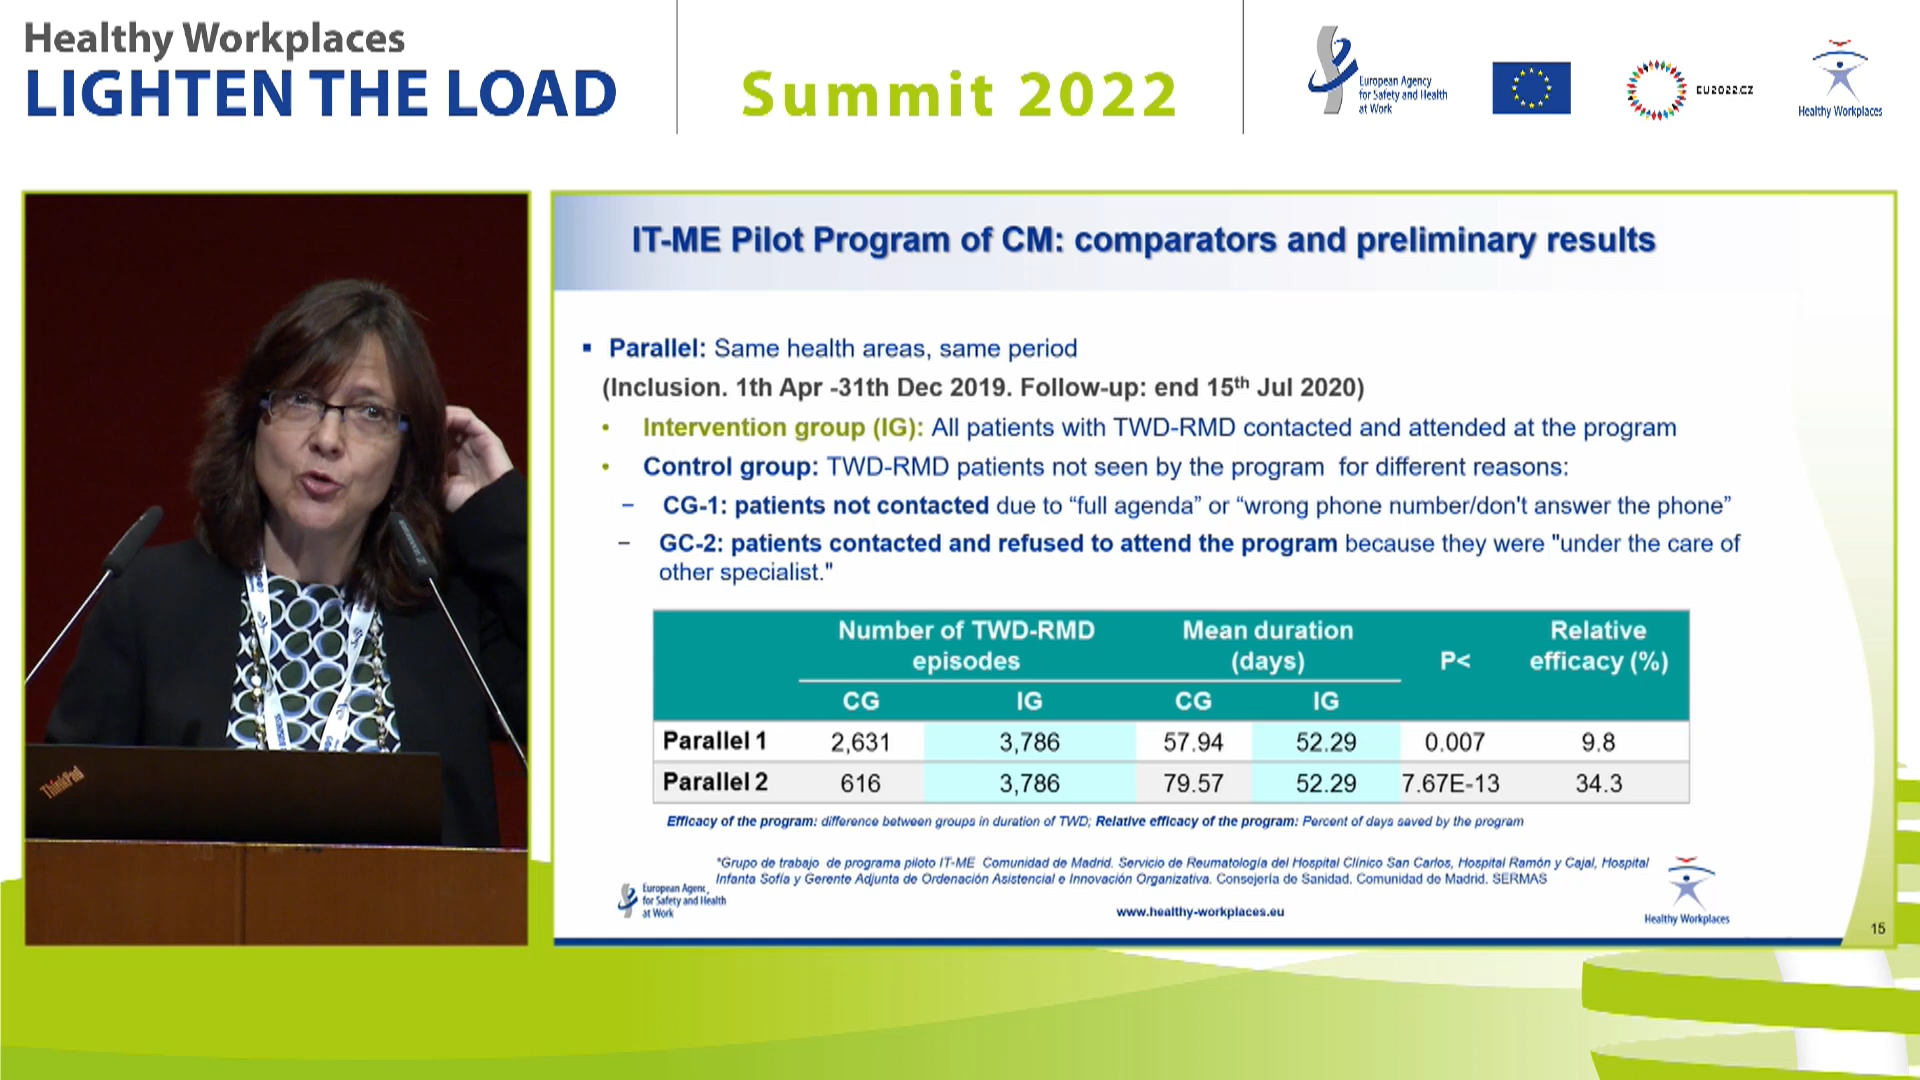 Healthy Workplaces
LIGHTEN THE LOAD
Summit 2022
European Agency
for Safety and Health
at Work
EU2022.CZ
Healthy Workplaces
ThinkPad
IT-ME Pilot Program of CM: comparators and preliminary results
▪ Parallel: Same health areas, same period
(Inclusion. 1th Apr -31th Dec 2019. Follow-up: end 15th Jul 2020)
• Intervention group (IG): All patients with TWD-RMD contacted and attended at the program
• Control group: TWD-RMD patients not seen by the program for different reasons:
– CG-1: patients not contacted due to “full agenda” or “wrong phone number/don't answer the phone”
– GC-2: patients contacted and refused to attend the program because they were "under the care of
other specialist."
Number of TWD-RMD episodes Mean duration (days) P< Relative efficacy (%)
CG IG CG IG
Parallel 1 2,631 3,786 57.94 52.29 0.007 9.8
Parallel 2 616 3,786 79.57 52.29 7.67E-13 34.3
Efficacy of the program: difference between groups in duration of TWD; Relative efficacy of the program: Percent of days saved by the program
*Grupo de trabajo de programa piloto IT-ME Comunidad de Madrid. Servicio de Reumatología del Hospital Clínico San Carlos, Hospital Ramón y Cajal, Hospital
Infanta Sofía y Gerente Adjunta de Ordenación Asistencial e Innovación Organizativa. Consejería de Sanidad. Comunidad de Madrid. SERMAS
European Agency
for Safety and Health
at Work
www.healthy-workplaces.eu
Healthy Workplaces
15